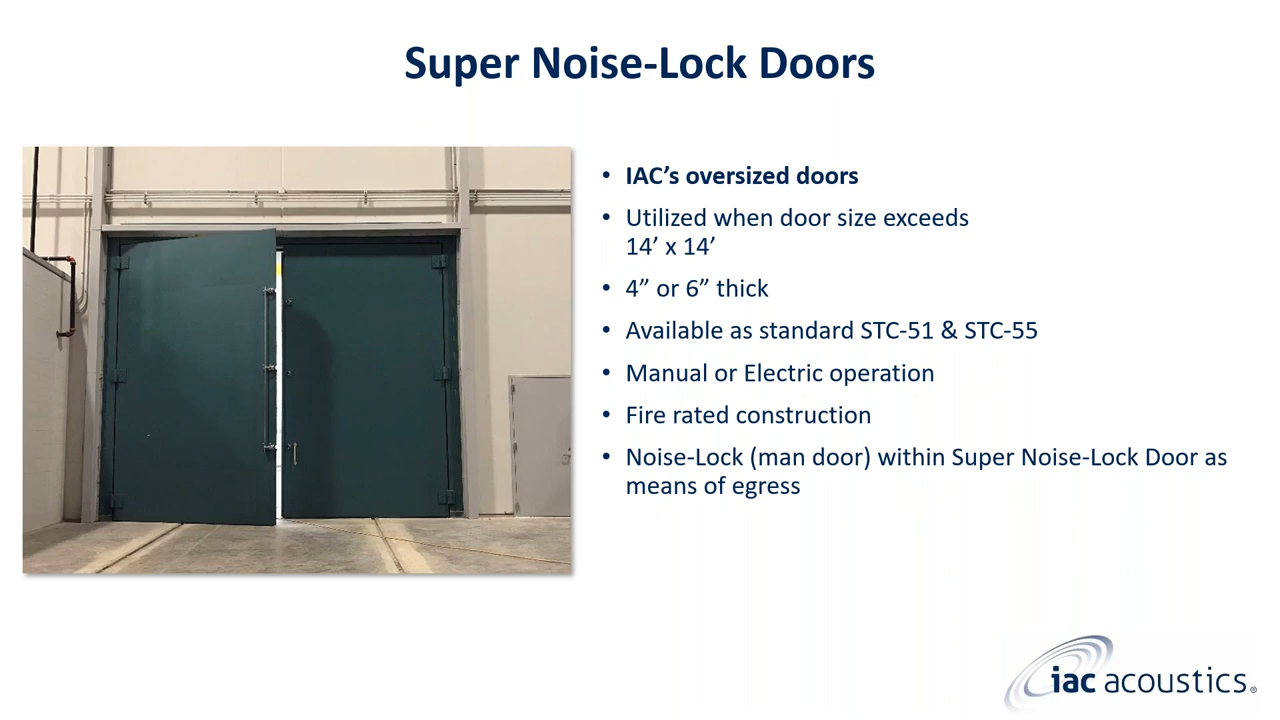 Super Noise-Lock Doors
• IAC’s oversized doors
• Utilized when door size exceeds
14’ x 14’
• 4” or 6” thick
• Available as standard STC-51 & STC-55
• Manual or Electric operation
• Fire rated construction
• Noise-Lock (man door) within Super Noise-Lock Door as
means of egress
iac acoustics®